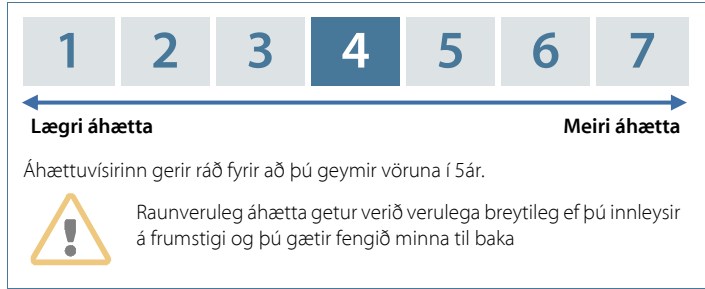 1 2 3 4 5 6 7
Lægri áhætta Meiri áhætta
Áhættuvísirinn gerir ráð fyrir að þú geymir vöruna í 5ár.
Raunveruleg áhætta getur verið verulega breytileg ef þú innleysir
á frumstigi og þú gætir fengið minna til baka